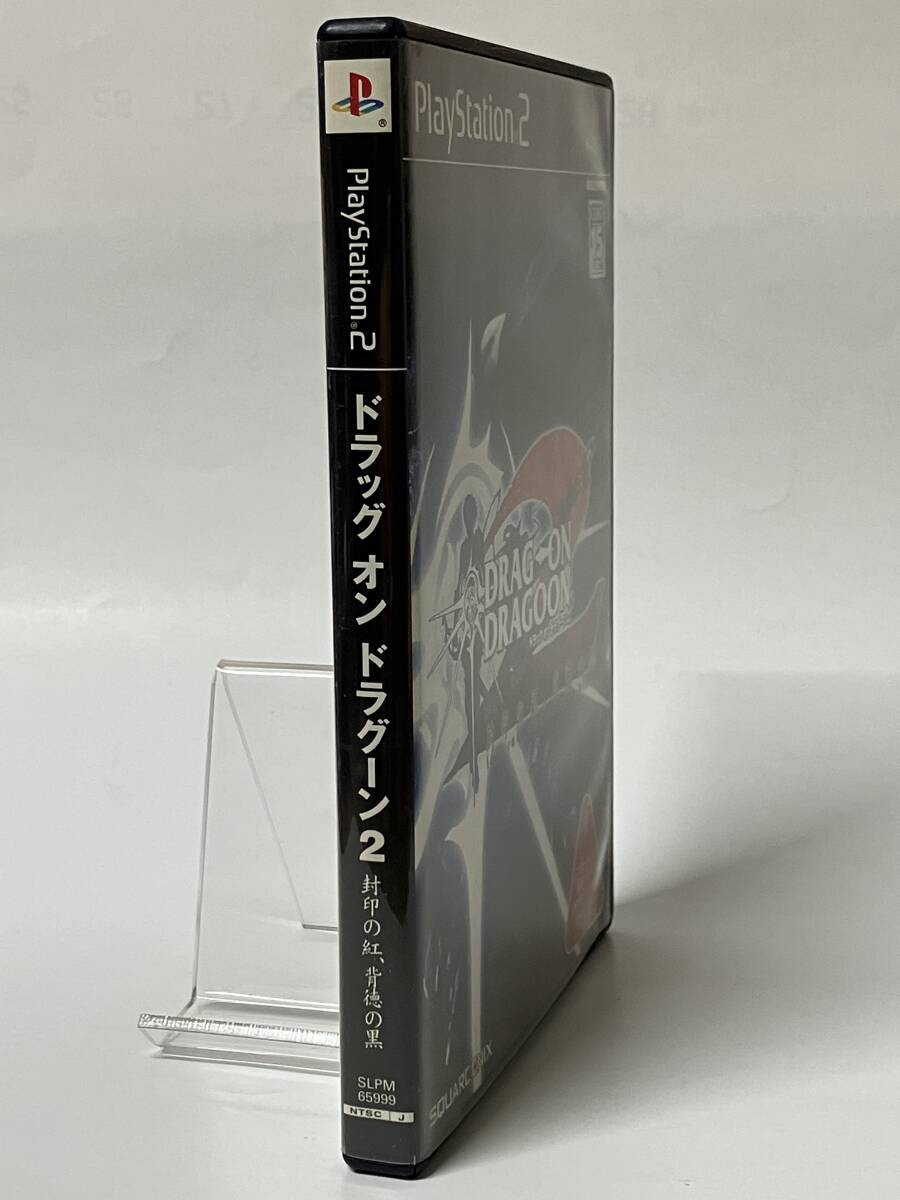 PlayStation®2
ドラッグ オン ドラグーン2
封印の紅、背徳の黒
SLPM
65999
NTSC J
PlayStation 2
DRAG-ON
DRAGOON
SQUARE ENIX